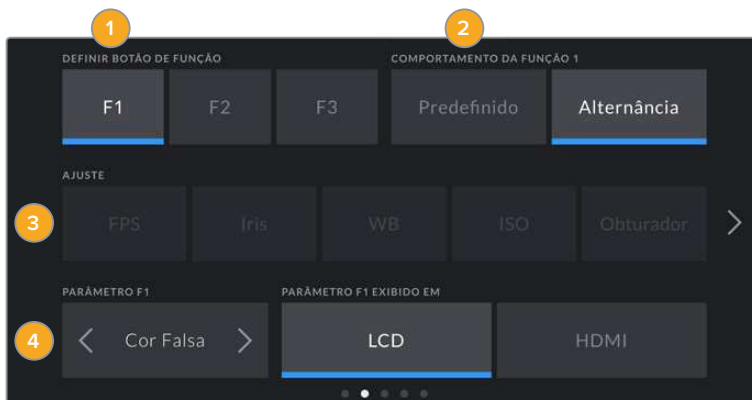 1
2
DEFINIR BOTÃO DE FUNÇÃO COMPORTAMENTO DA FUNÇÃO 1
F1 F2 F3 Predefinido Alternância
AJUSTE
3 FPS Iris WB ISO Obturador
PARÂMETRO F1 PARÂMETRO F1 EXIBIDO EM
4 Cor Falsa LCD HDMI